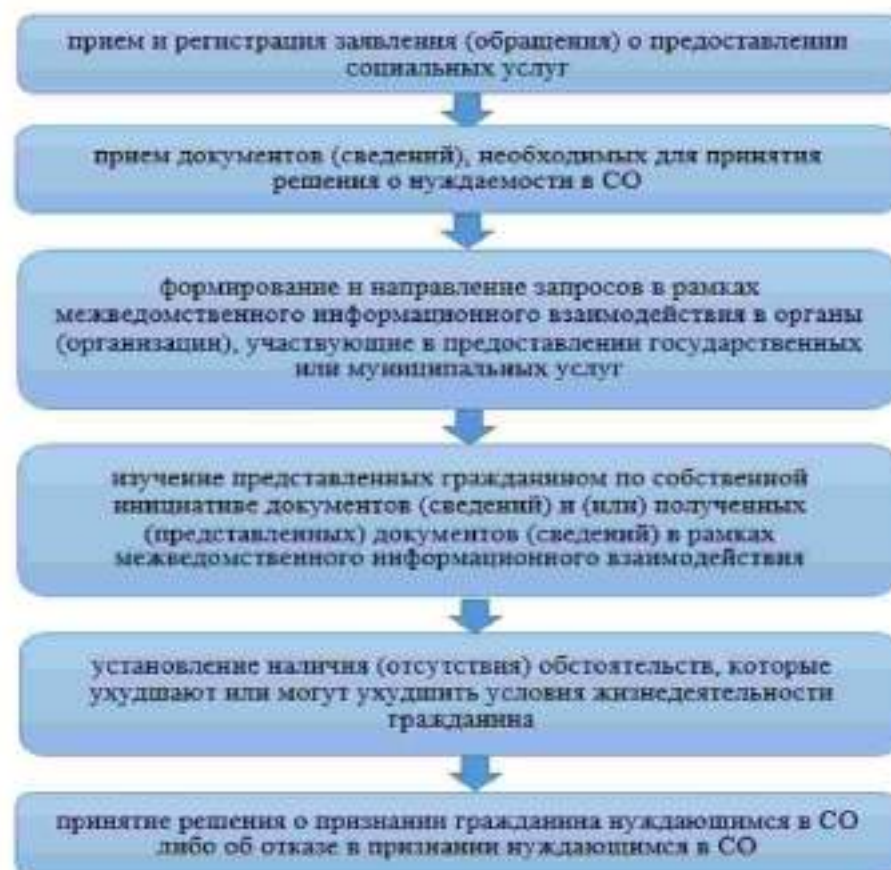 прием и регистрация заявления (обращения) о предоставлении
социальных услуг
прием документов (сведений), необходимых для принятия
решения о нуждаемости в СО
формирование и направление запросов в рамках
межведомственного информационного взаимодействия в органы
(организации), участвующие в предоставлении государственных
или муниципальных услуг
изучение представленных гражданином по собственной
инициативе документов (сведений) и (или) полученных
(представленных) документов (сведений) в рамках
межведомственного информационного взаимодействия
установление наличия (отсутствия) обстоятельств, которые
ухудшают или могут ухудшить условия жизнедеятельности
гражданина
принятие решения о признании гражданина нуждающимся в СО
либо об отказе в признании нуждающимся в СО